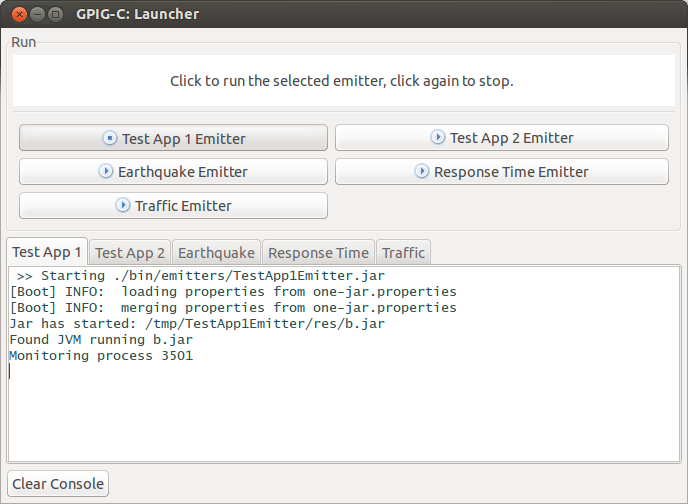 GPIG-C: Launcher
Run
Click to run the selected emitter, click again to stop.
Test App 1 Emitter
Test App 2 Emitter
Earthquake Emitter
Response Time Emitter
Traffic Emitter
Test App 1 Test App 2 Earthquake Response Time Traffic
>> Starting ./bin/emitters/TestApp1Emitter.jar
[Boot] INFO:  loading properties from one-jar.properties
[Boot] INFO:  merging properties from one-jar.properties
Jar has started: /tmp/TestApp1Emitter/res/b.jar
Found JVM running b.jar
Monitoring process 3501
Clear Console